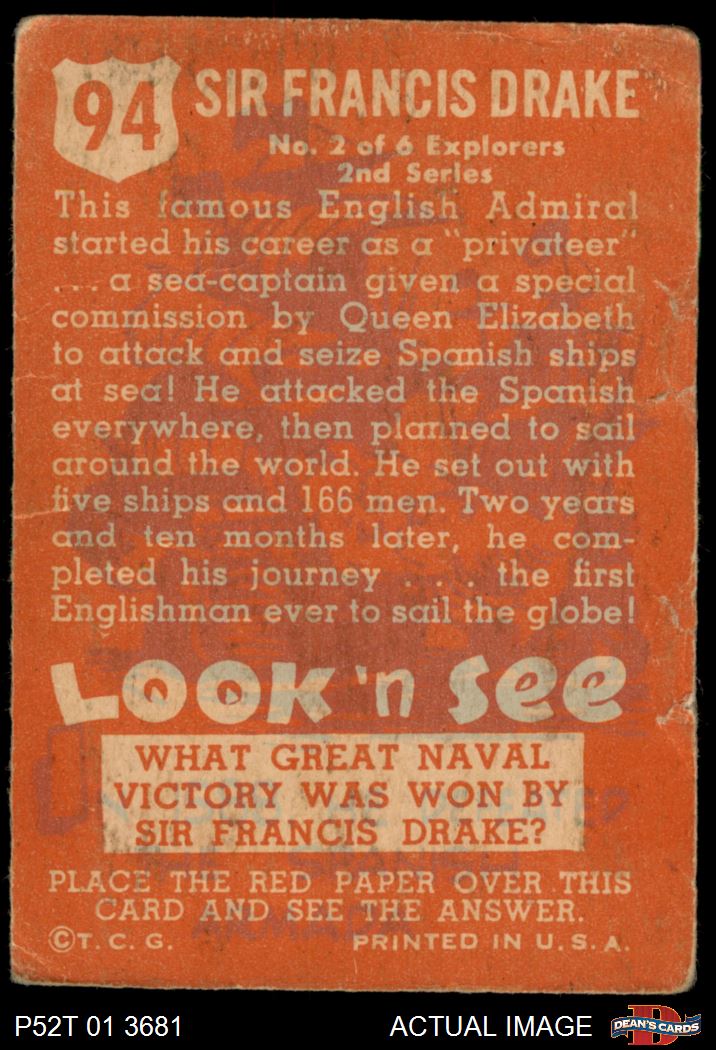 94
SIR FRANCIS DRAKE
No. 2 of 6 Explorers
2nd Series
This famous English Admiral
started his career as a "privateer"
... a sea-captain given a special
commission by Queen Elizabeth
to attack and seize Spanish ships
at sea! He attacked the Spanish
everywhere, then planned to sail
around the world. He set out with
five ships and 166 men. Two years
and ten months later, he com-
pleted his journey . . . the first
Englishman ever to sail the globe!
LOOK 'n SEE
WHAT GREAT NAVAL
VICTORY WAS WON BY
SIR FRANCIS DRAKE?
PLACE THE RED PAPER OVER THIS
CARD AND SEE THE ANSWER.
©T. C. G. PRINTED IN U. S. A.
P52T 01 3681 ACTUAL IMAGE DEAN'S CARDS